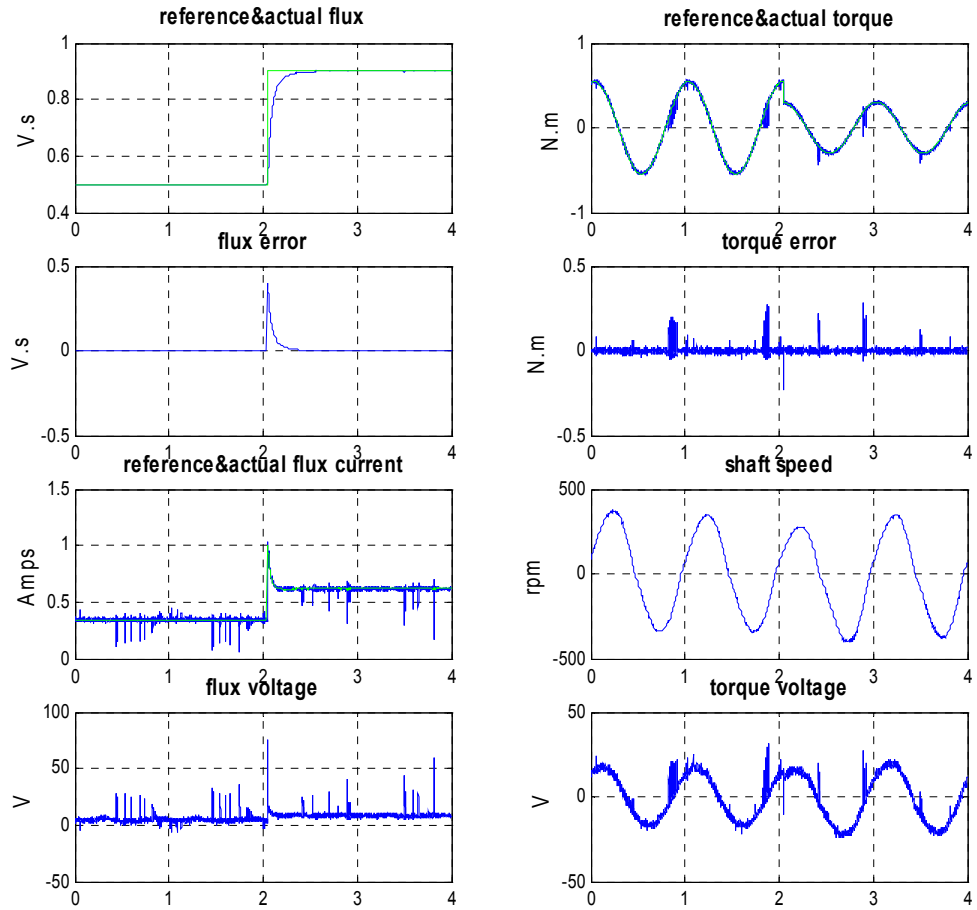 reference&actual flux
1
0.8
0.6
0.4
V.s
0 1 2 3 4
reference&actual torque
1
0
-1
N.m
0 1 2 3 4
flux error
0.5
0
-0.5
V.s
0 1 2 3 4
torque error
0.5
0
-0.5
N.m
0 1 2 3 4
reference&actual flux current
1.5
1
0.5
0
Amps
0 1 2 3 4
shaft speed
500
0
-500
rpm
0 1 2 3 4
flux voltage
100
50
0
-50
V
0 1 2 3 4
torque voltage
50
0
-50
V
0 1 2 3 4